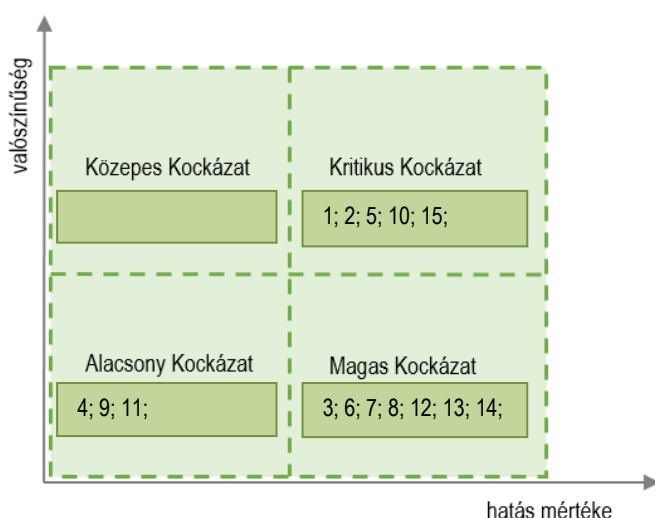 valószínűség
Közepes Kockázat
Kritikus Kockázat
1; 2; 5; 10; 15;
Alacsony Kockázat
Magas Kockázat
4; 9; 11;
3; 6; 7; 8; 12; 13; 14;
hatás mértéke